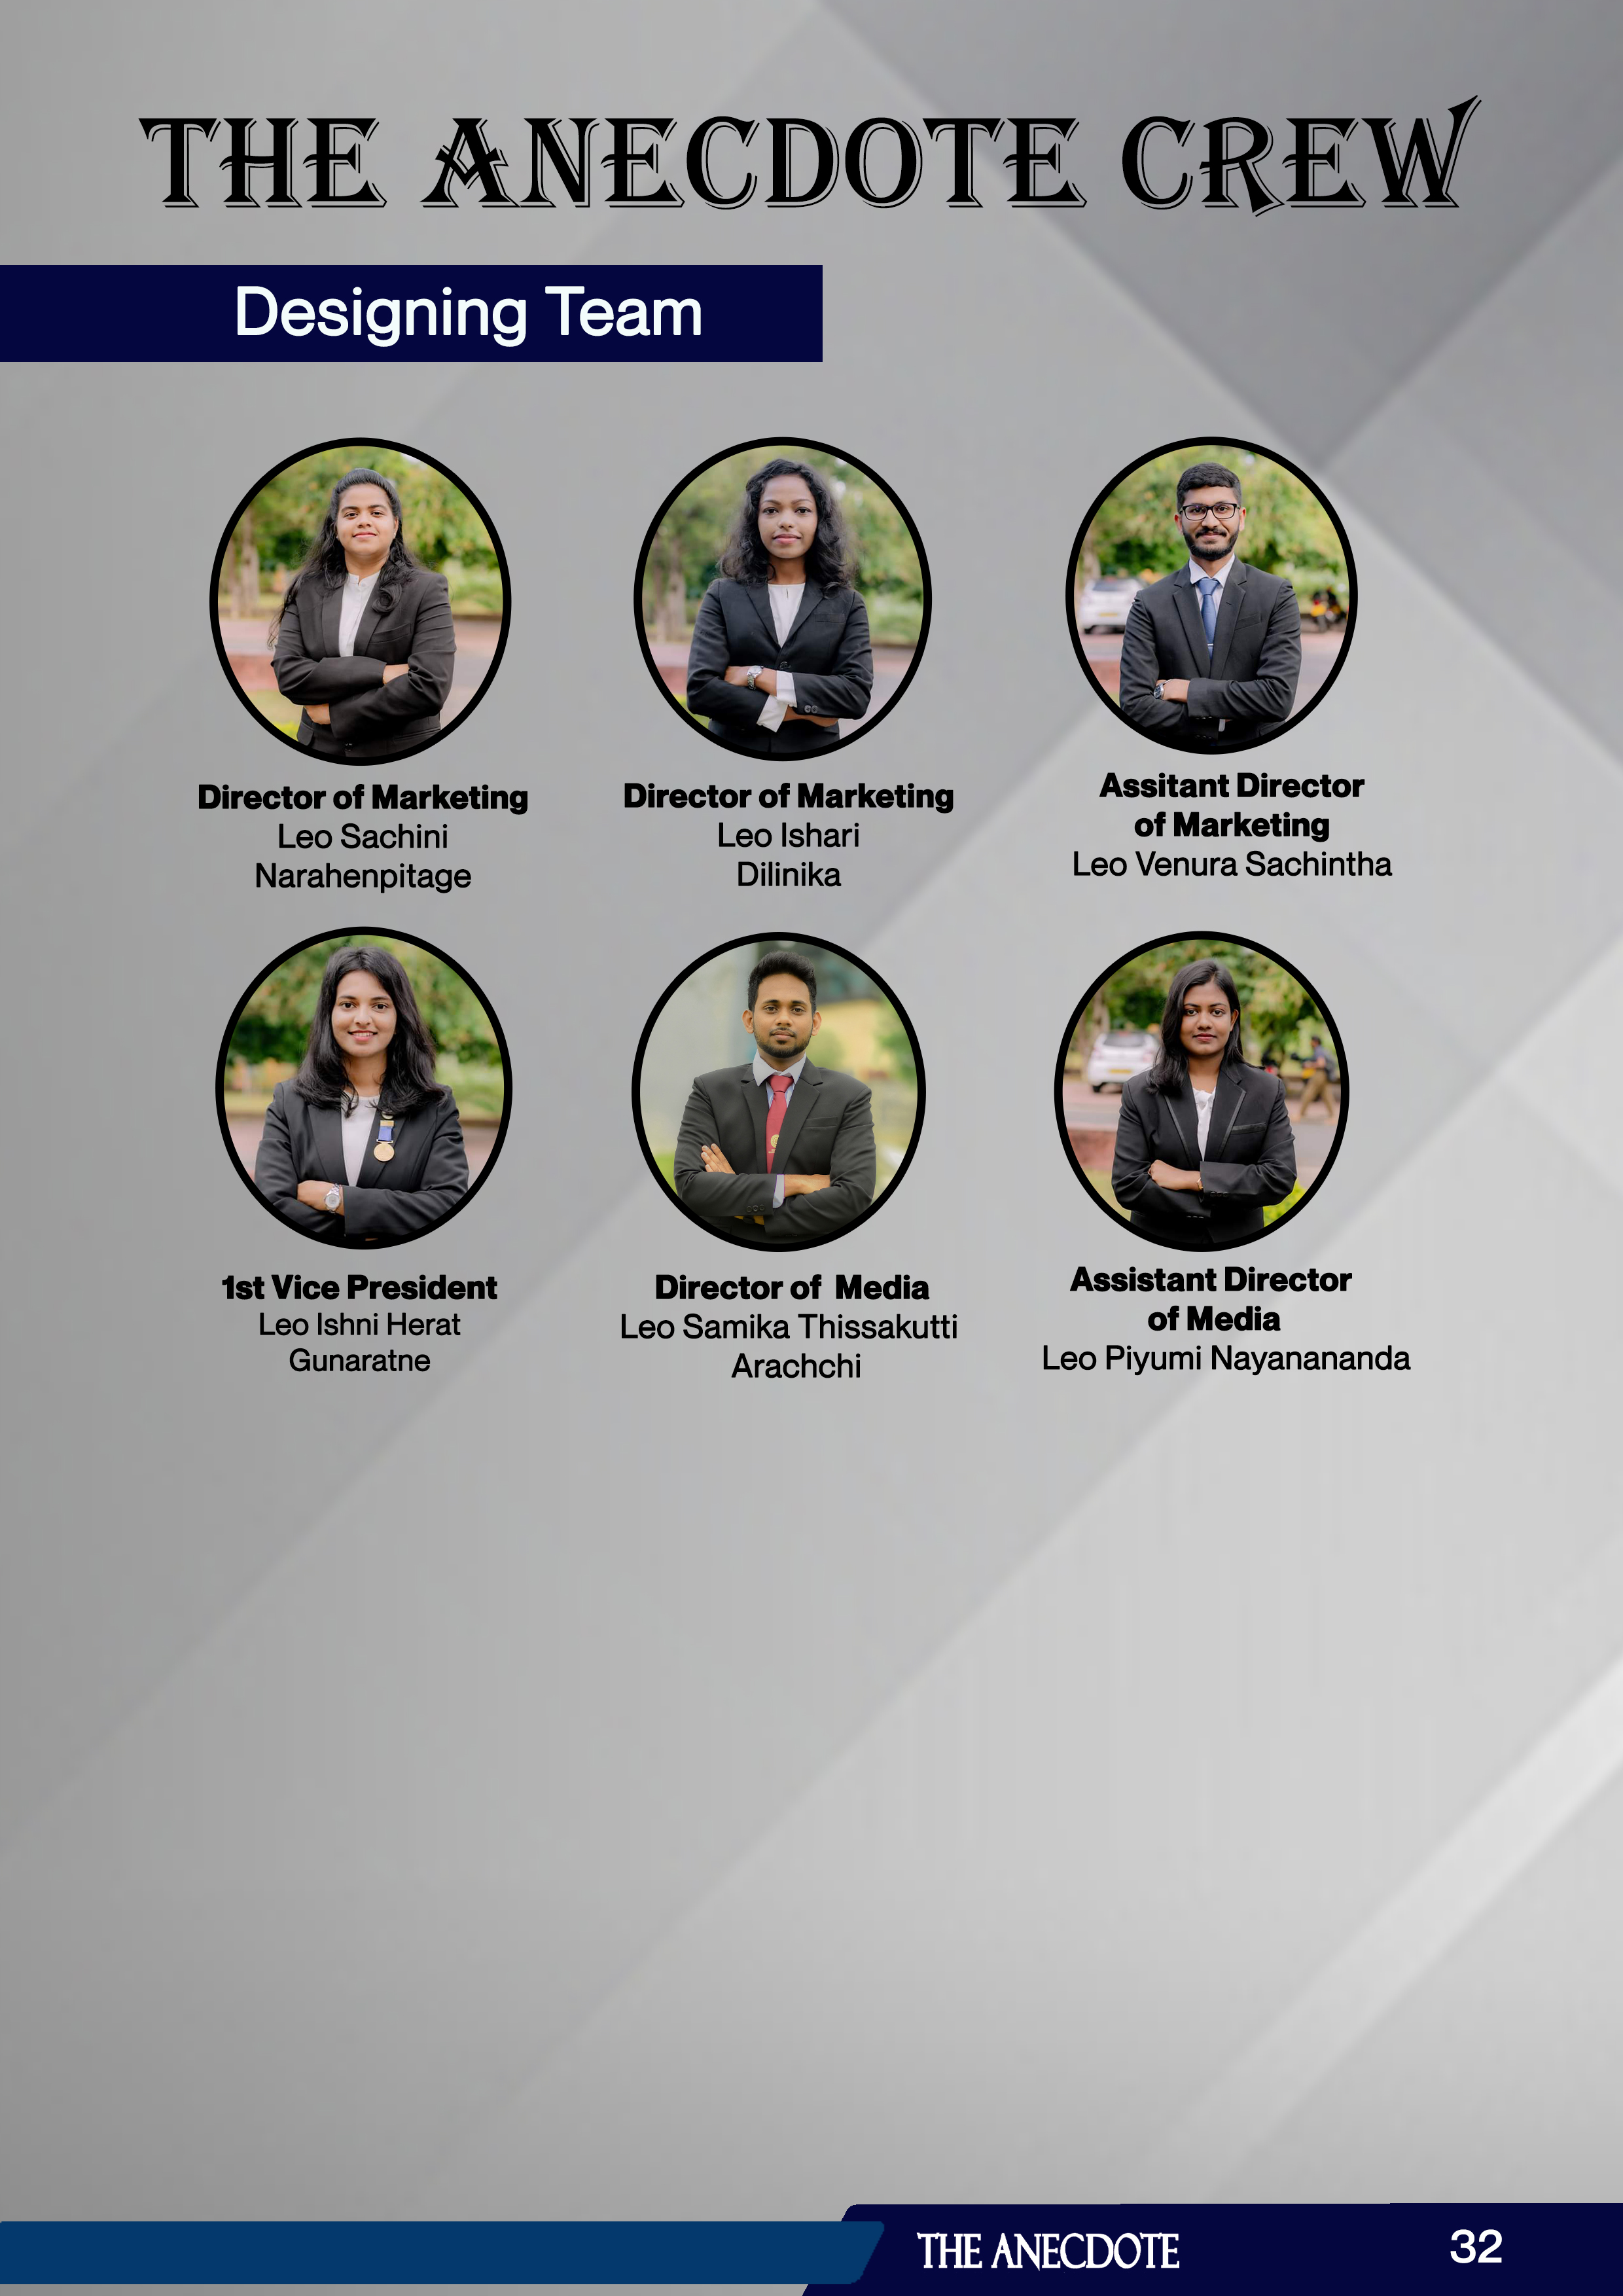 THE ANECDOTE CREW
Designing Team
Director of Marketing
Leo Sachini
Narahenpitage
Director of Marketing
Leo Ishari
Dilinika
Assitant Director
of Marketing
Leo Venura Sachintha
1st Vice President
Leo Ishni Herat
Gunaratne
Director of Media
Leo Samika Thissakutti
Arachchi
Assistant Director
of Media
Leo Piyumi Nayanananda
THE ANECDOTE
32